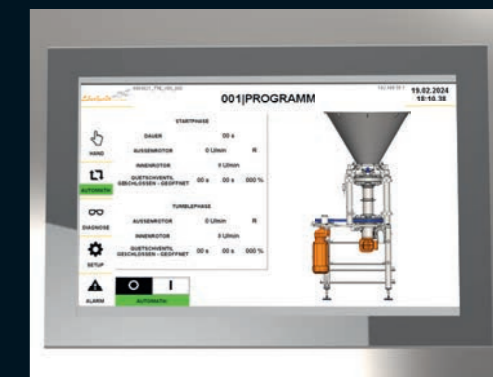 001|PROGRAMM
19.02.2024
18:10.38
STARTPHASE
DAUER 00 s
AUSSENROTOR 0 U/min R
INNENROTOR 0 U/min
QUETSCHVENTIL
GESCHLOSSEN - GEÖFFNET 00 s 00 s 000 %
TUMBLEPHASE
AUSSENROTOR 0 U/min R
INNENROTOR 0 U/min
QUETSCHVENTIL
GESCHLOSSEN - GEÖFFNET 00 s 00 s 000 %
HAND
AUTOMATIK
DIAGNOSE
SETUP
ALARM
O I
AUTOMATIK